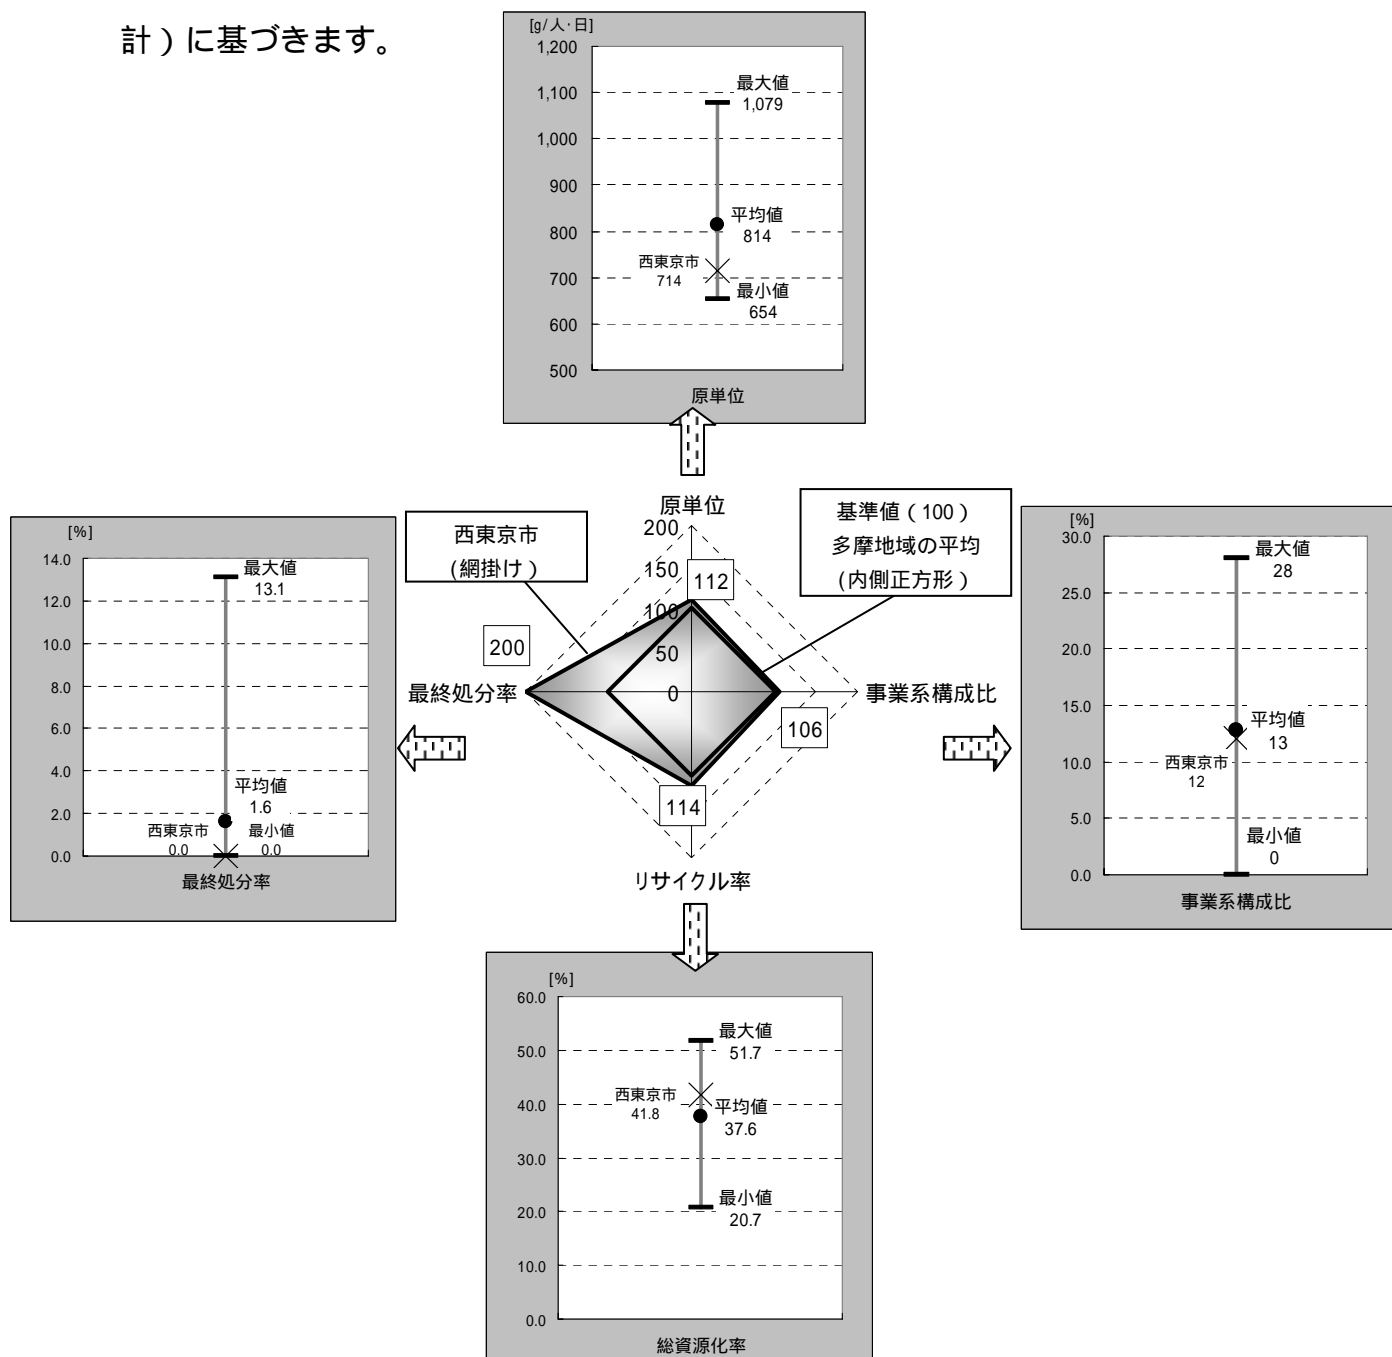 計）に基づきます。
[g/人・日]
1,200
1,100
1,000
900
800
700
600
500
最大値
1,079
平均値
814
西東京市
714
最小値
654
原単位
[%]
14.0
12.0
10.0
8.0
6.0
4.0
2.0
0.0
最大値
13.1
平均値
1.6
西東京市
0.0
最小値
0.0
最終処分率
西東京市
(網掛け）
基準値（100）
多摩地域の平均
(内側正方形）
原単位
200
150
100
50
0
112
200
106
114
最終処分率
事業系構成比
リサイクル率
[%]
30.0
25.0
20.0
15.0
10.0
5.0
0.0
最大値
28
平均値
13
西東京市
12
最小値
0
事業系構成比
[%]
60.0
50.0
40.0
30.0
20.0
10.0
0.0
最大値
51.7
西東京市
41.8
平均値
37.6
最小値
20.7
総資源化率